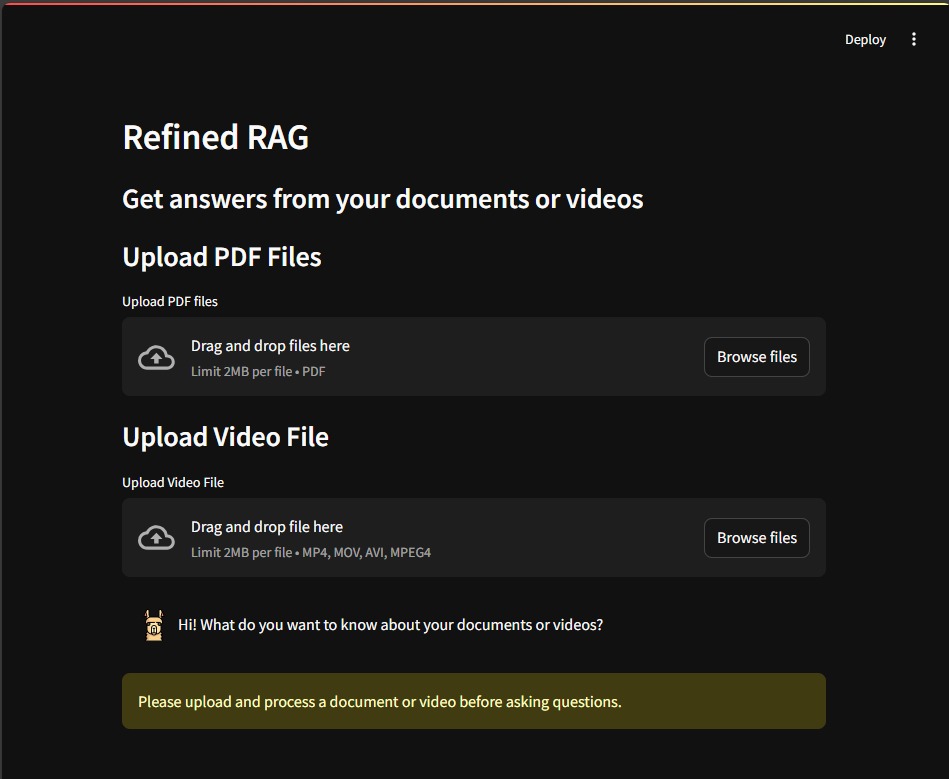 Deploy
Refined RAG
Get answers from your documents or videos
Upload PDF Files
Upload PDF files
Drag and drop files here
Limit 2MB per file • PDF
Browse files
Upload Video File
Upload Video File
Drag and drop file here
Limit 2MB per file • MP4, MOV, AVI, MPEG4
Browse files
Hi! What do you want to know about your documents or videos?
Please upload and process a document or video before asking questions.